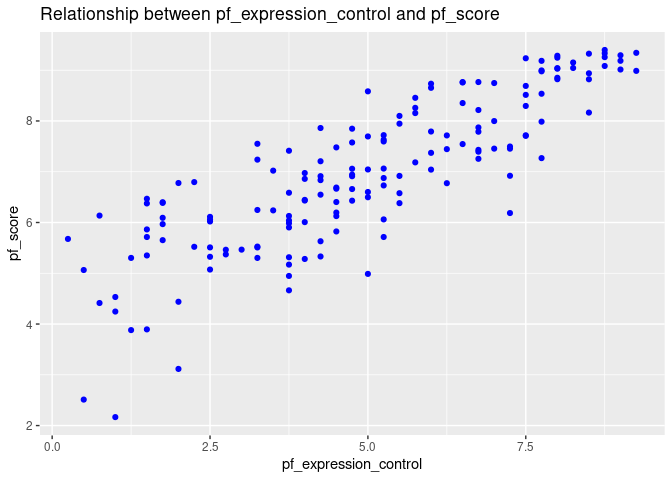 Relationship between pf_expression_control and pf_score
pf_score
8
6
4
2
0.0 2.5 5.0 7.5
pf_expression_control